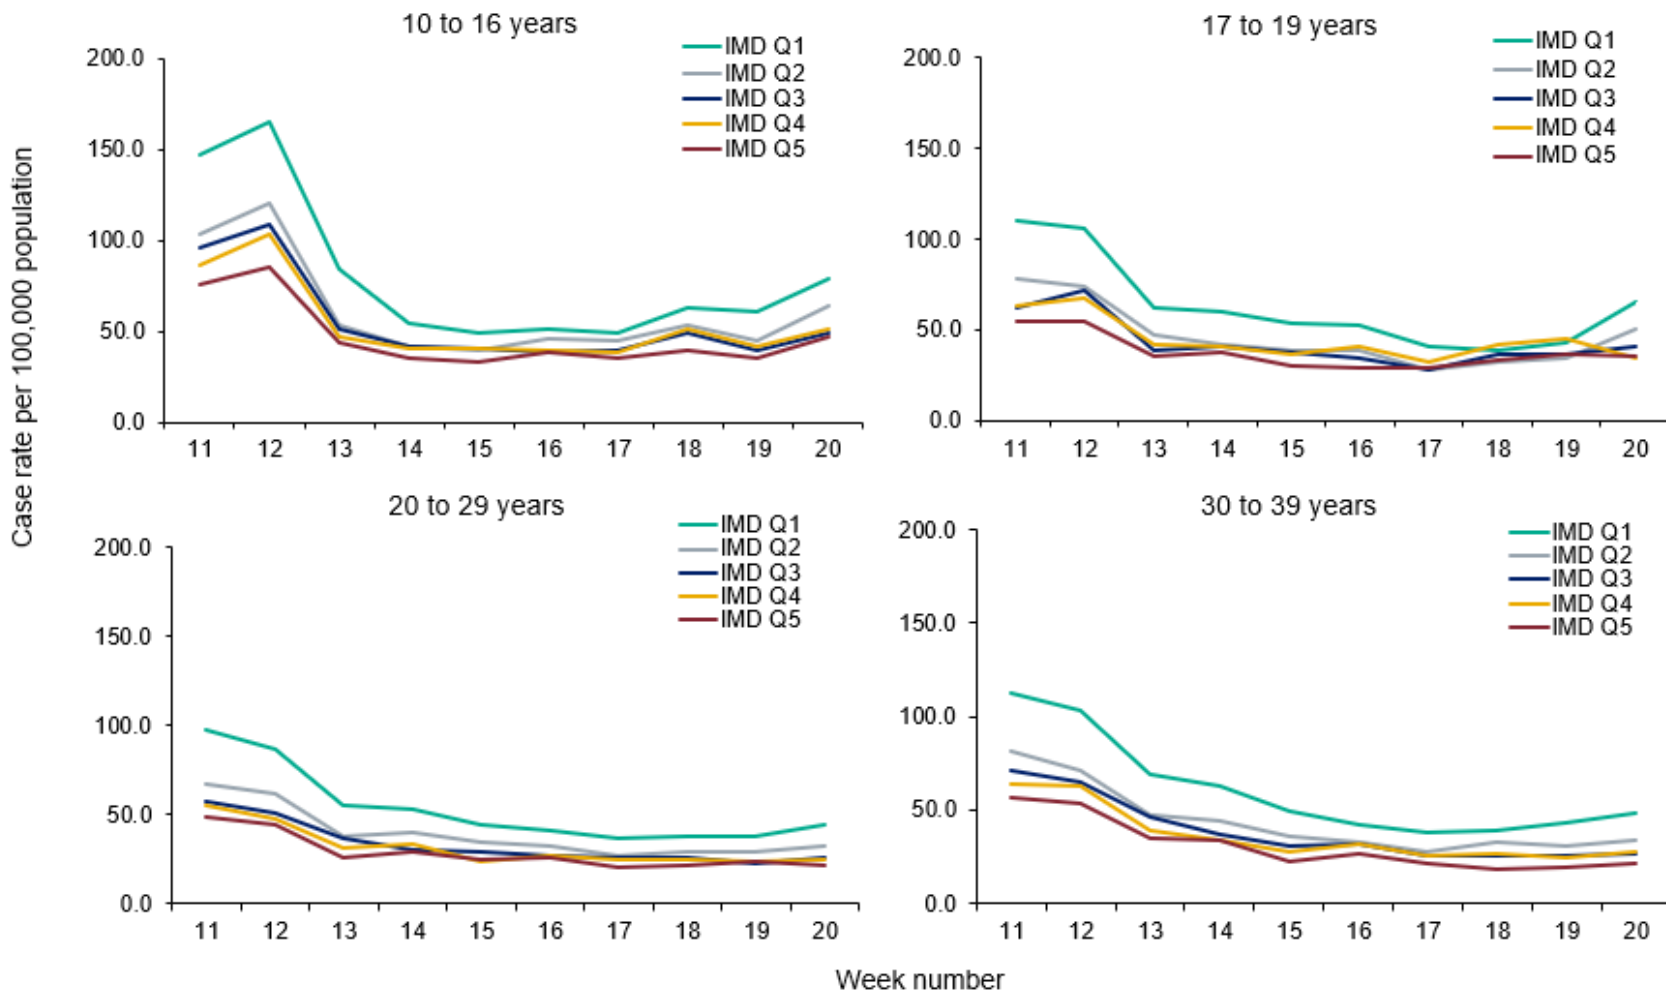 Case rate per 100,000 population
10 to 16 years
IMD Q1
IMD Q2
IMD Q3
IMD Q4
IMD Q5
200.0
150.0
100.0
50.0
0.0
11 12 13 14 15 16 17 18 19 20
17 to 19 years
IMD Q1
IMD Q2
IMD Q3
IMD Q4
IMD Q5
200.0
150.0
100.0
50.0
0.0
11 12 13 14 15 16 17 18 19 20
20 to 29 years
IMD Q1
IMD Q2
IMD Q3
IMD Q4
IMD Q5
200.0
150.0
100.0
50.0
0.0
11 12 13 14 15 16 17 18 19 20
30 to 39 years
IMD Q1
IMD Q2
IMD Q3
IMD Q4
IMD Q5
200.0
150.0
100.0
50.0
0.0
11 12 13 14 15 16 17 18 19 20
Week number